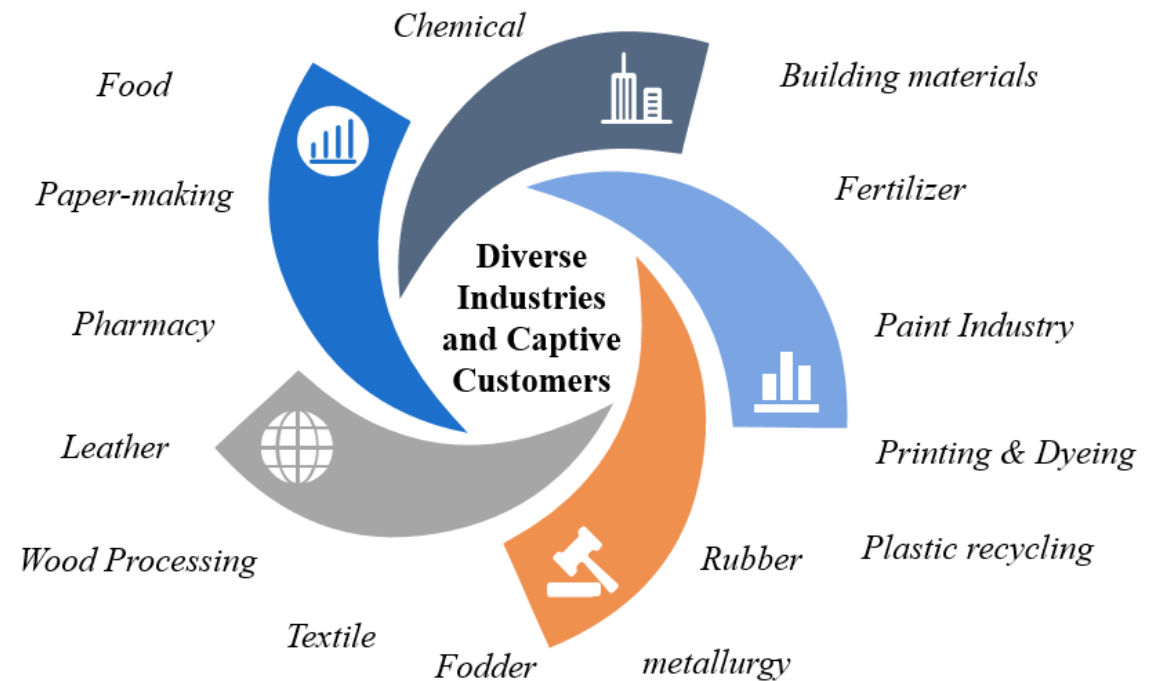 Chemical
Food
Building materials
Paper-making
Fertilizer
Diverse
Industries
and Captive
Customers
Pharmacy
Paint Industry
Leather
Printing & Dyeing
Wood Processing
Rubber
Plastic recycling
Textile
Fodder
metallurgy